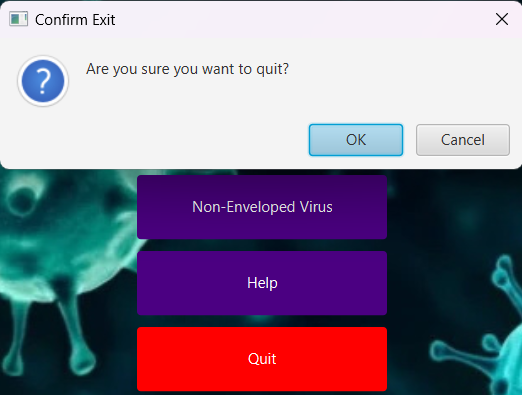 Confirm Exit
Are you sure you want to quit?
OK
Cancel
Non-Enveloped Virus
Help
Quit